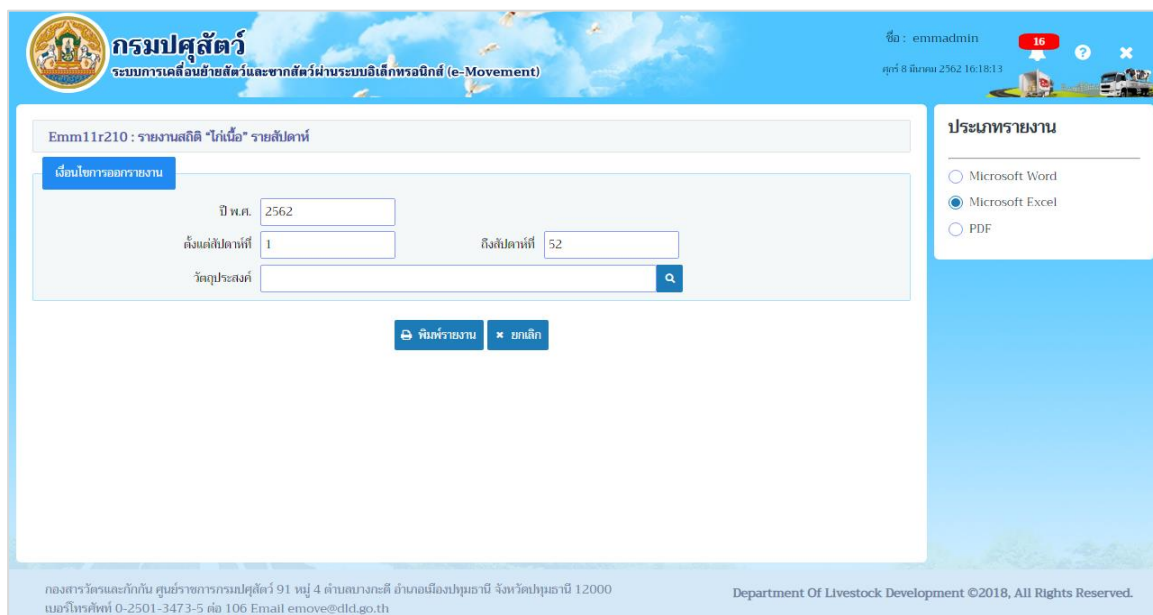 กรมปศุสัตว์
ระบบการเคลื่อนย้ายสัตว์และซากสัตว์ผ่านระบบอิเล็กทรอนิกส์ (e-Movement)
ชื่อ : emmadmin
16
ศุกร์ 8 มีนาคม 2562 16:18:13
Emm11r210 : รายงานสถิติ "ไก่เนื้อ" รายสัปดาห์
เงื่อนไขการออกรายงาน
ปี พ.ศ. 2562
ตั้งแต่สัปดาห์ที่ 1 ถึงสัปดาห์ที่ 52
วัตถุประสงค์
พิมพ์รายงาน ยกเลิก
ประเภทรายงาน
Microsoft Word
Microsoft Excel
PDF
กองสารวัตรและกักกัน ศูนย์ราชการกรมปศุสัตว์ 91 หมู่ 4 ตำบลบางกะดี อำเภอเมืองปทุมธานี จังหวัดปทุมธานี 12000
เบอร์โทรศัพท์ 0-2501-3473-5 ต่อ 106 Email emove@dld.go.th
Department Of Livestock Development ©2018, All Rights Reserved.